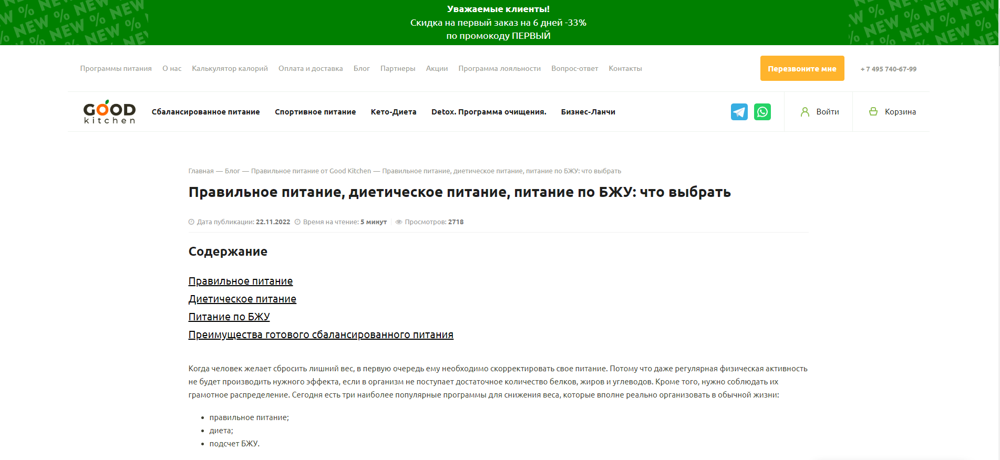 Уважаемые клиенты!
Скидка на первый заказ на 6 дней -33%
по промокоду ПЕРВЫЙ
NEW % NEW % NEW % NEW
NEW % NEW % NEW % NEW
Программы питания О нас Калькулятор калорий Оплата и доставка Блог Партнеры Акции Программа лояльности Вопрос-ответ Контакты
Перезвоните мне
+ 7 495 740-67-99
GOOD
kitchen
Сбалансированное питание Спортивное питание Кето-Диета Detox. Программа очищения. Бизнес-Ланчи
Войти
Корзина
Главная — Блог — Правильное питание от Good Kitchen — Правильное питание, диетическое питание, питание по БЖУ: что выбрать
Правильное питание, диетическое питание, питание по БЖУ: что выбрать
Дата публикации: 22.11.2022 Время на чтение: 5 минут Просмотров: 2718
Содержание
Правильное питание
Диетическое питание
Питание по БЖУ
Преимущества готового сбалансированного питания
Когда человек желает сбросить лишний вес, в первую очередь ему необходимо скорректировать свое питание. Потому что даже регулярная физическая активность
не будет производить нужного эффекта, если в организм не поступает достаточное количество белков, жиров и углеводов. Кроме того, нужно соблюдать их
грамотное распределение. Сегодня есть три наиболее популярные программы для снижения веса, которые вполне реально организовать в обычной жизни:
• правильное питание;
• диета;
• подсчет БЖУ.